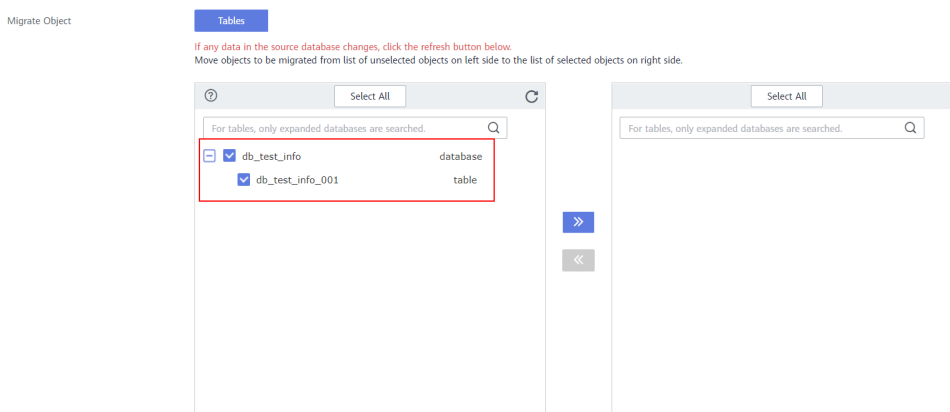 Migrate Object
Tables
If any data in the source database changes, click the refresh button below.
Move objects to be migrated from list of unselected objects on left side to the list of selected objects on right side.
Select All
For tables, only expanded databases are searched.
db_test_info database
db_test_info_001 table
Select All
For tables, only expanded databases are searched.